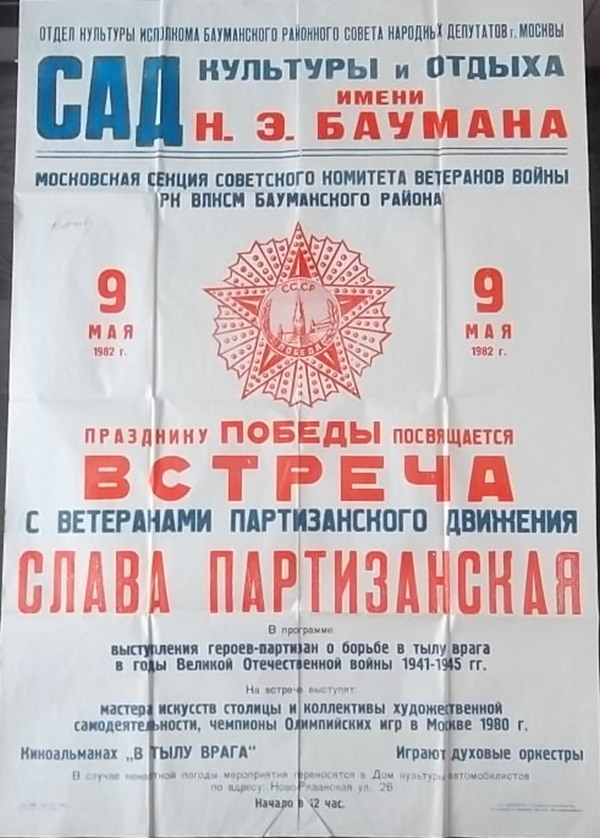 ОТДЕЛ КУЛЬТУРЫ ИСПОЛКОМА БАУМАНСКОГО РАЙОННОГО СОВЕТА НАРОДНЫХ ДЕПУТАТОВ г. МОСКВЫ
САД КУЛЬТУРЫ и ОТДЫХА
ИМЕНИ
Н. Э. БАУМАНА
МОСКОВСКАЯ СЕКЦИЯ СОВЕТСКОГО КОМИТЕТА ВЕТЕРАНОВ ВОЙНЫ
РК ВЛКСМ БАУМАНСКОГО РАЙОНА
СССР
ПОБЕДА
9 9
МАЯ МАЯ
1982 г. 1982 г.
ПРАЗДНИКУ ПОБЕДЫ ПОСВЯЩАЕТСЯ
ВСТРЕЧА
С ВЕТЕРАНАМИ ПАРТИЗАНСКОГО ДВИЖЕНИЯ
СЛАВА ПАРТИЗАНСКАЯ
В программе:
выступления героев-партизан о борьбе в тылу врага
в годы Великой Отечественной войны 1941-1945 гг.
На встрече выступят:
мастера искусств столицы и коллективы художественной
самодеятельности, чемпионы Олимпийских игр в Москве 1980 г.
Киноальманах „В ТЫЛУ ВРАГА" Играют духовые оркестры
В случае ненастной погоды мероприятия переносятся в Дом культуры автомобилистов
по адресу: Ново-Рязанская ул., 26
Начало в 12 час.